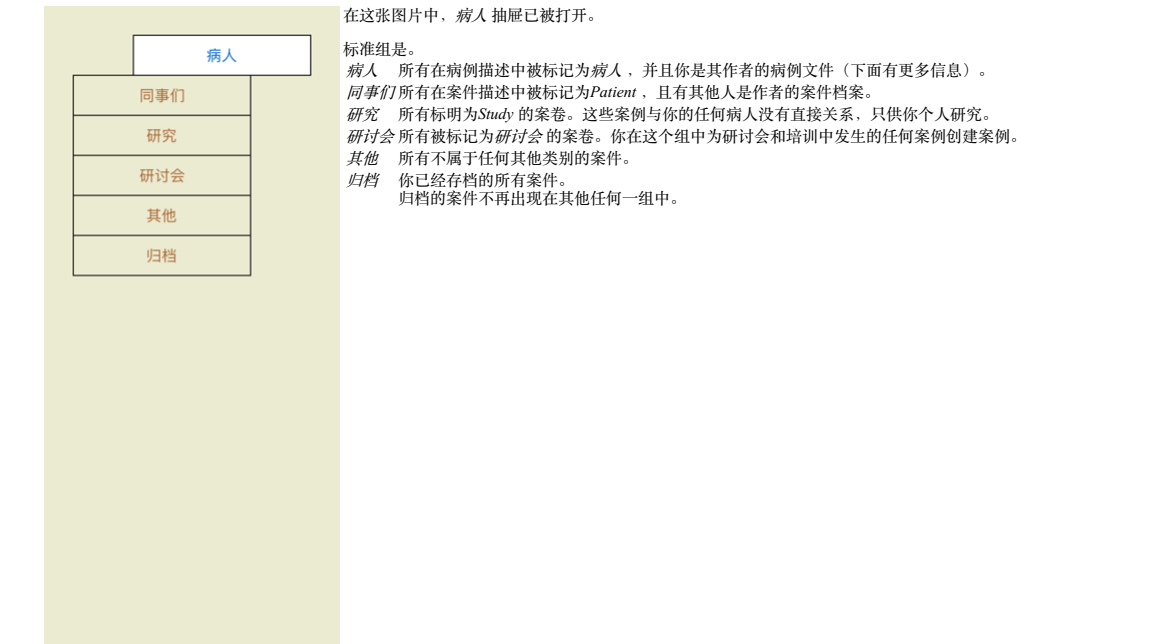 病人
同事们
研究
研讨会
其他
归档
在这张图片中，病人 抽屉已被打开。
标准组是。
病人 所有在病例描述中被标记为病人 ，并且你是其作者的病例文件（下面有更多信息）。
同事们 所有在案件描述中被标记为Patient ，且有其他人是作者的案件档案。
研究 所有标明为Study 的案卷。这些案例与你的任何病人没有直接关系，只供你个人研究。
研讨会 所有被标记为研讨会 的案卷。你在这个组中为研讨会和培训中发生的任何案例创建案例。
其他 所有不属于任何其他类别的案件。
归档 你已经存档的所有案件。
归档的案件不再出现在其他任何一组中。